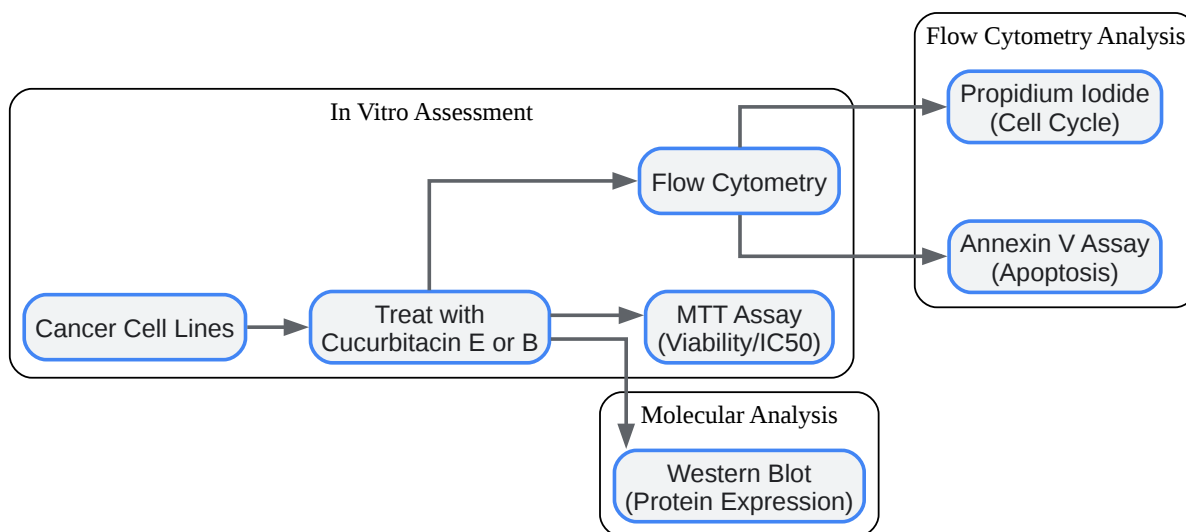 Flow Cytometry Analysis
Propidium Iodide
(Cell Cycle)
In Vitro Assessment
Flow Cytometry
Annexin V Assay
(Apoptosis)
Cancer Cell Lines
Treat with
Cucurbitacin E or B
MTT Assay
(Viability/IC50)
Molecular Analysis
Western Blot
(Protein Expression)